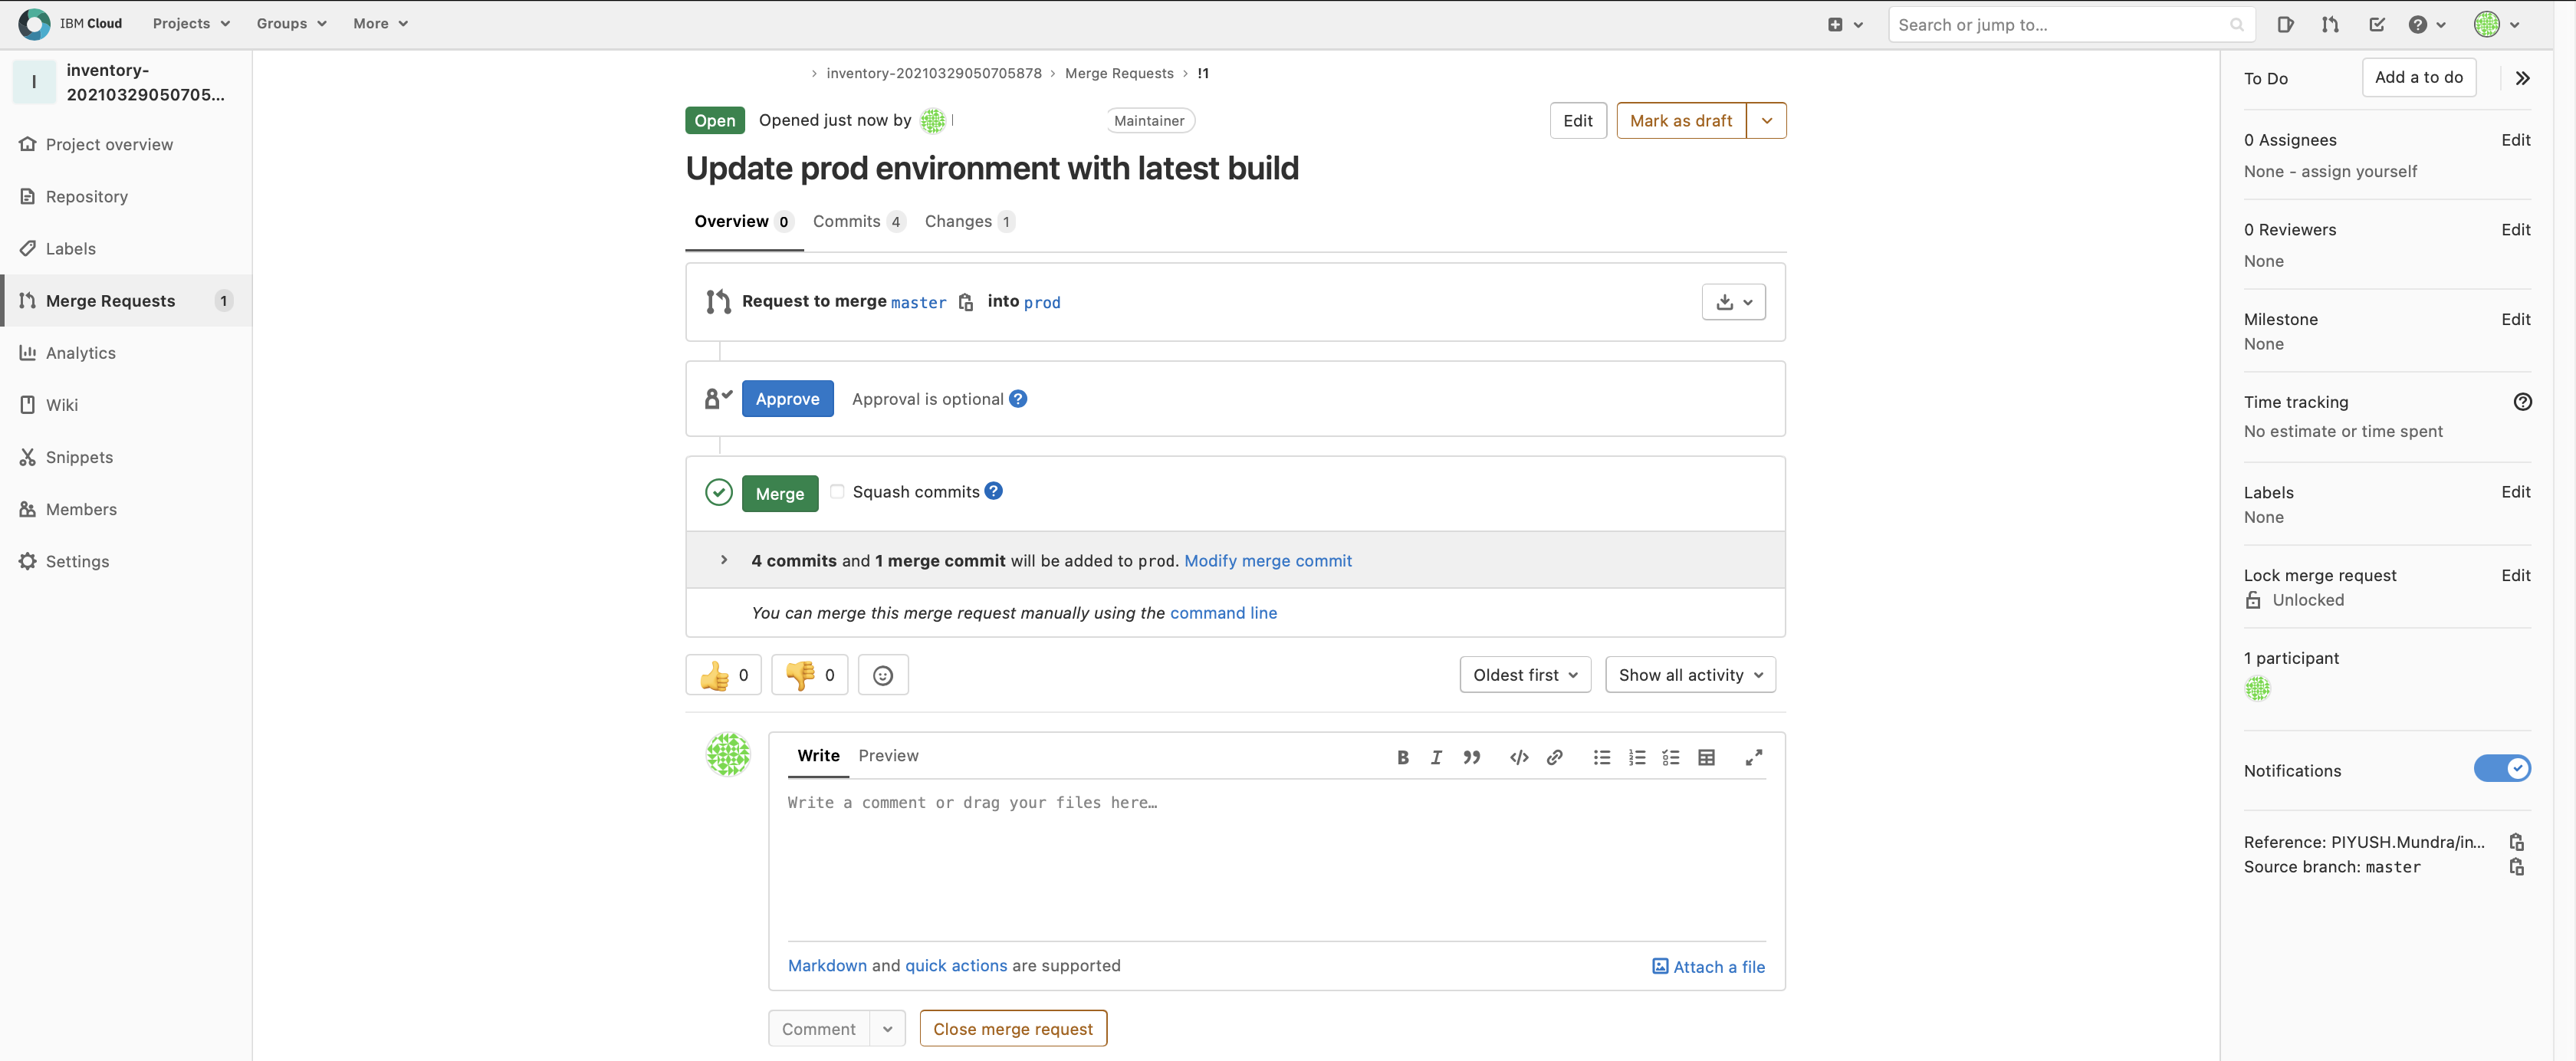 IBM Cloud Projects Groups More Search or jump to...
I inventory-
20210329050705...
Project overview
Repository
Labels
Merge Requests 1
Analytics
Wiki
Snippets
Members
Settings
› inventory-20210329050705878 › Merge Requests › !1
Open Opened just now by Maintainer Edit Mark as draft
Update prod environment with latest build
Overview 0 Commits 4 Changes 1
Request to merge master into prod
Approve Approval is optional
Merge Squash commits
4 commits and 1 merge commit will be added to prod. Modify merge commit
You can merge this merge request manually using the command line
0 0 Oldest first Show all activity
Write Preview
Write a comment or drag your files here…
Markdown and quick actions are supported Attach a file
Comment Close merge request
To Do Add a to do
0 Assignees Edit
None - assign yourself
0 Reviewers Edit
None
Milestone Edit
None
Time tracking
No estimate or time spent
Labels Edit
None
Lock merge request Edit
Unlocked
1 participant
Notifications
Reference: PIYUSH.Mundra/in...
Source branch: master